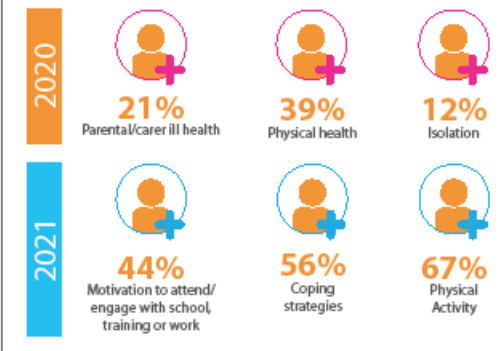 2020
21%
Parental/carer ill health
39%
Physical health
12%
Isolation
2021
44%
Motivation to attend/
engage with school,
training or work
56%
Coping
strategies
67%
Physical
Activity